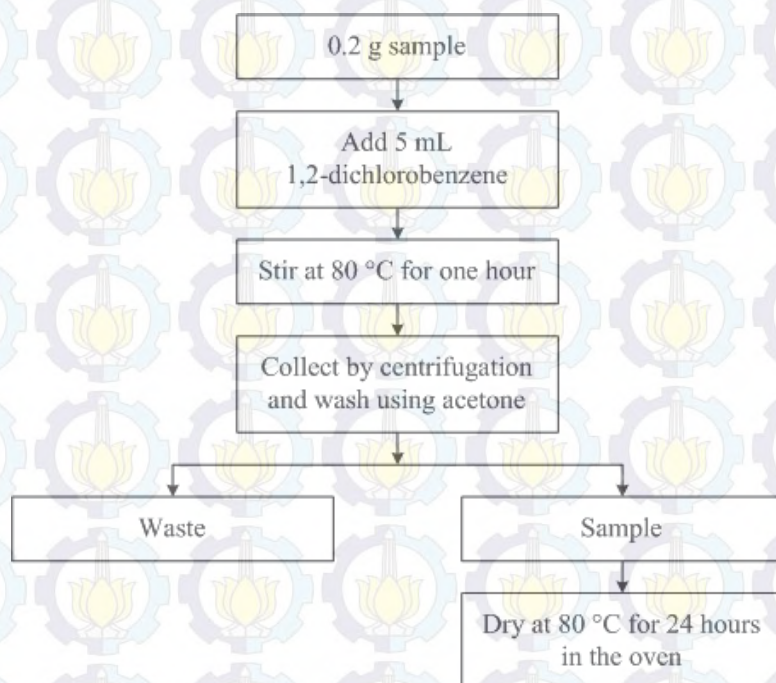 0.2 g sample
Add 5 mL
1,2-dichlorobenzene
Stir at 80 °C for one hour
Collect by centrifugation
and wash using acetone
Waste
Sample
Dry at 80 °C for 24 hours
in the oven